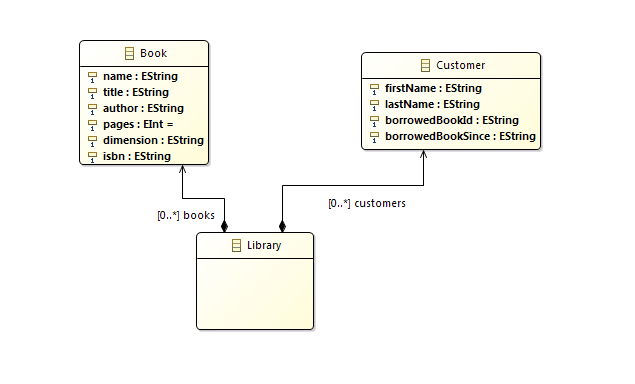 Book
name : EString
title : EString
author : EString
pages : EInt =
dimension : EString
isbn : EString
Customer
firstName : EString
lastName : EString
borrowedBookId : EString
borrowedBookSince : EString
[0..*] books
[0..*] customers
Library